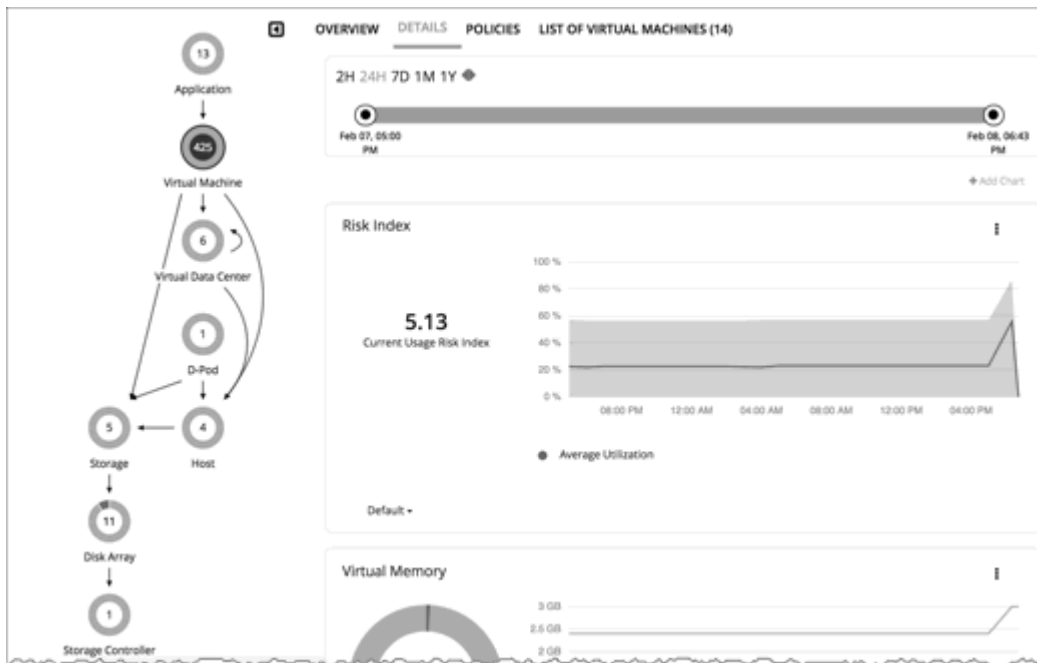 OVERVIEW DETAILS POLICIES LIST OF VIRTUAL MACHINES (14)
13
Application
425
Virtual Machine
6
Virtual Data Center
1
D-Pod
5
4
Storage
Host
11
Disk Array
1
Storage Controller
2H 24H 7D 1M 1Y
Feb 07, 05:00
PM
Feb 08, 06:43
PM
+ Add Chart
Risk Index
5.13
Current Usage Risk Index
100 %
80 %
60 %
40 %
20 %
0 %
08:00 PM 12:00 AM 04:00 AM 08:00 AM 12:00 PM 04:00 PM
Average Utilization
Default
Virtual Memory
3 GB
2.5 GB
2 GB